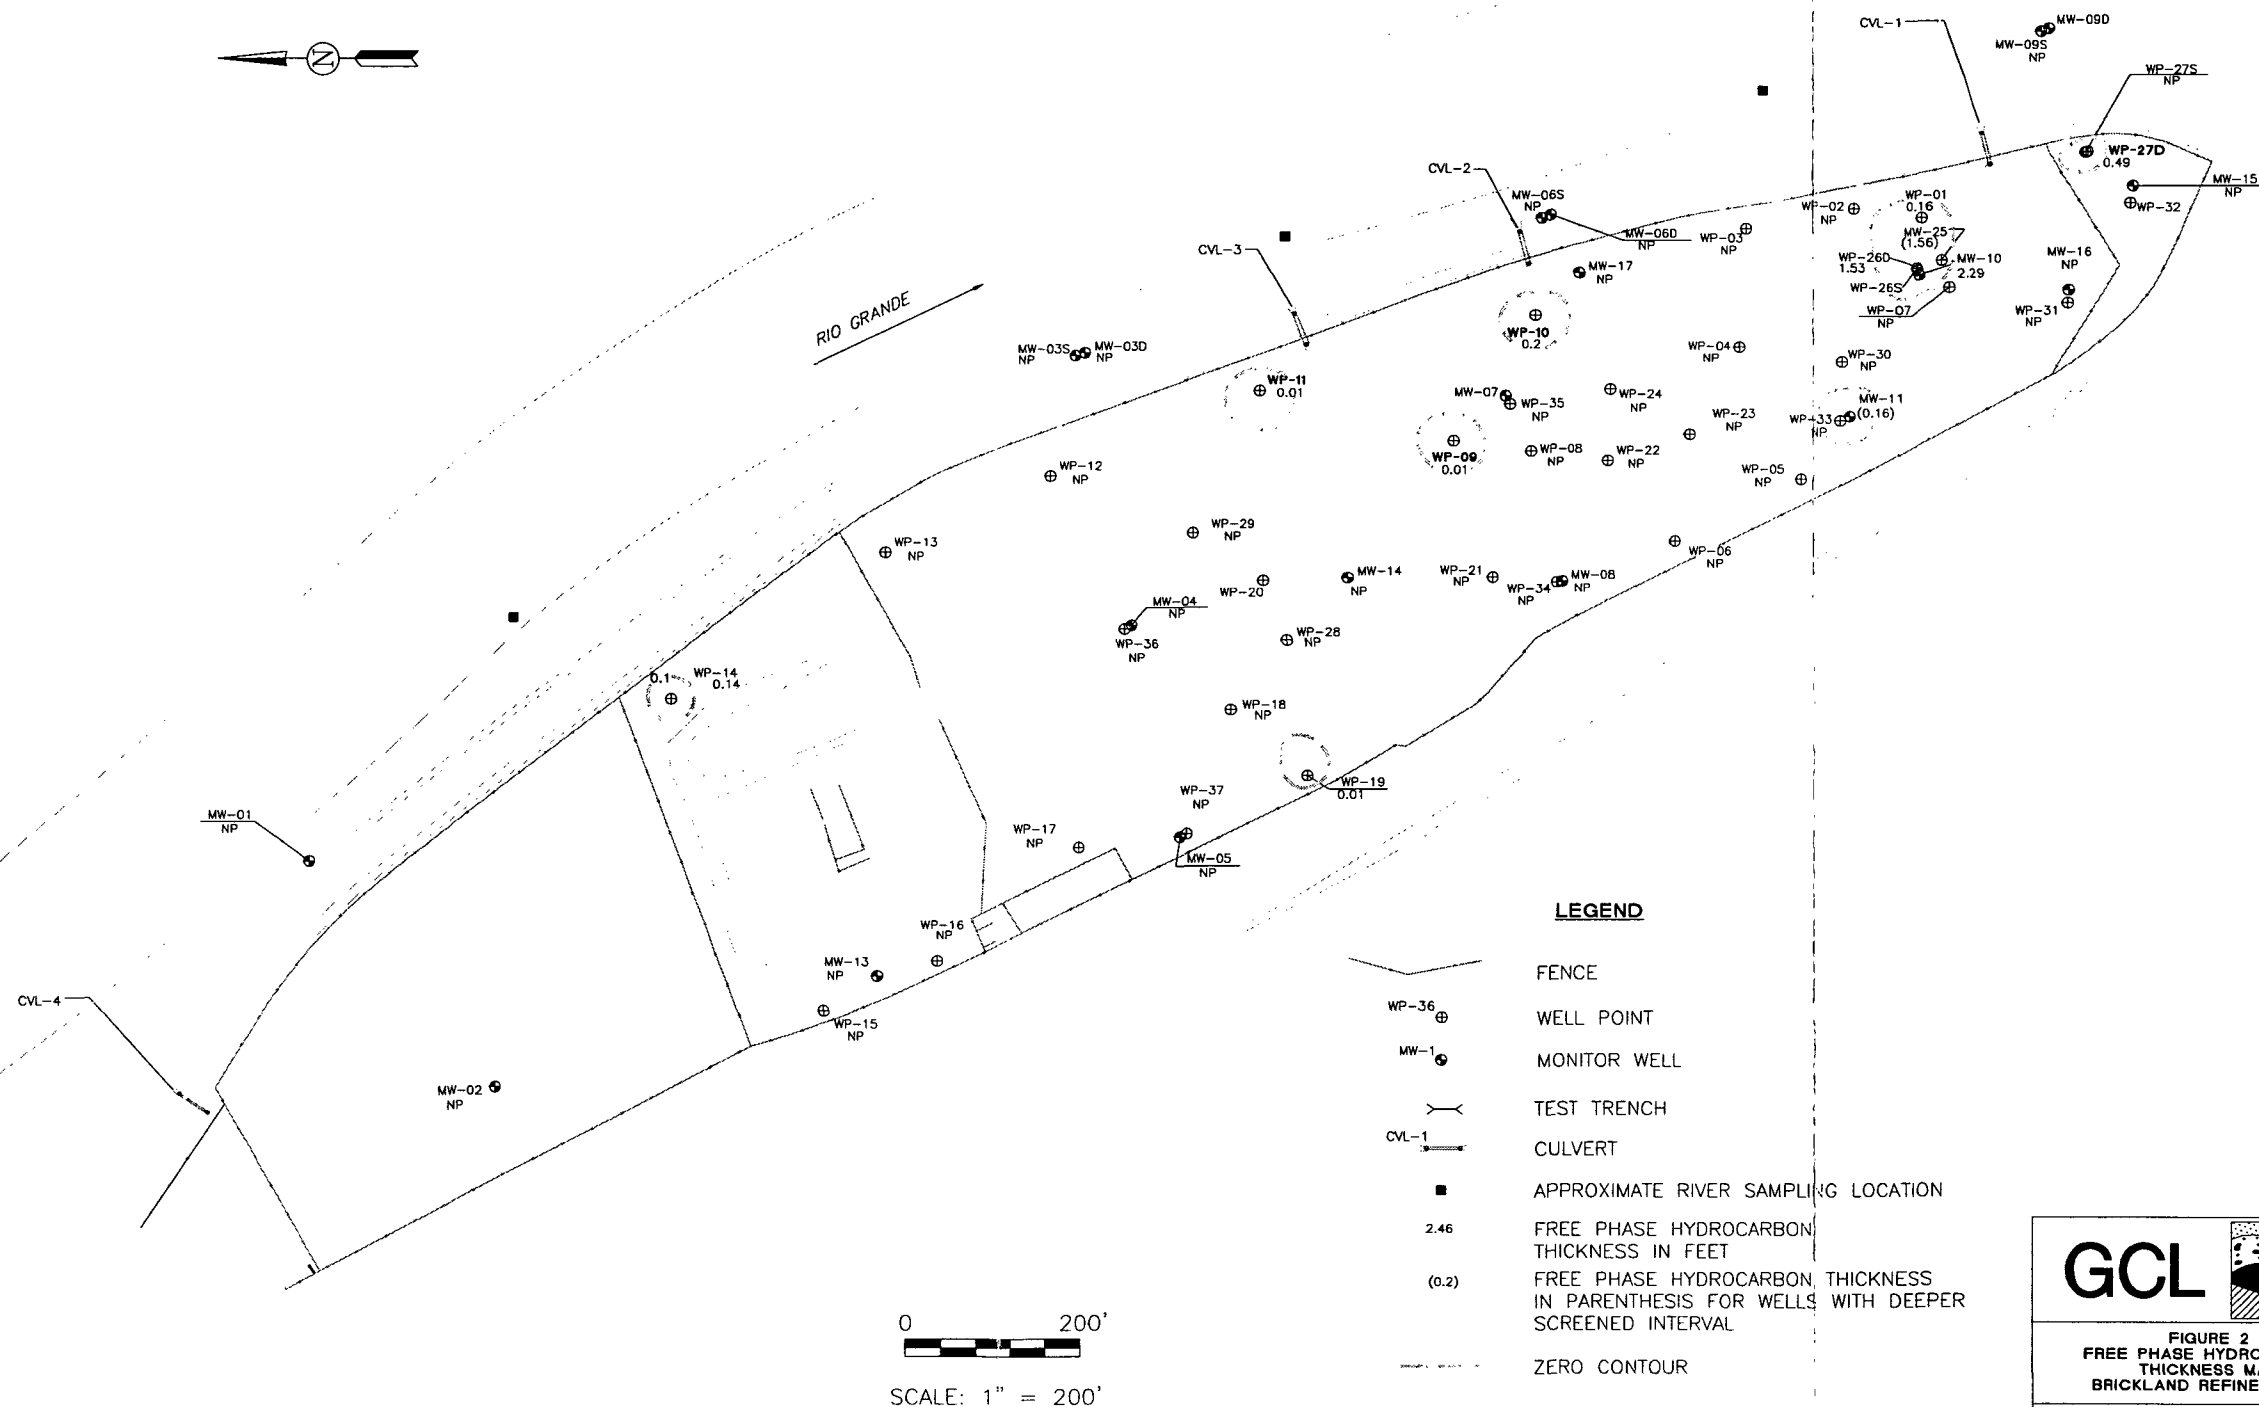 CVL-1
MW-09D
MW-09S
NP
N
WP-27S
NP
WP-27D
0.49
CVL-2
MW-15
NP
MW-06S
NP
WP-02
NP
WP-01
0.16
WP-32
MW-06D
NP
WP-03
NP
MW-25
(1.56)
CVL-3
MW-17
NP
WP-26D
1.53
MW-10
2.29
MW-16
NP
WP-26S
RIO GRANDE
WP-07
NP
WP-31
NP
WP-10
0.2
MW-03S
NP
MW-03D
NP
WP-04
NP
WP-30
NP
WP-11
0.01
MW-07
WP-35
NP
WP-24
NP
MW-11
(0.16)
WP-23
NP
WP-33
NP
WP-09
0.01
WP-08
NP
WP-22
NP
WP-12
NP
WP-05
NP
WP-29
NP
WP-13
NP
WP-06
NP
WP-20
MW-14
NP
WP-21
NP
WP-34
NP
MW-08
NP
MW-04
NP
WP-36
NP
WP-28
NP
0.1
WP-14
0.14
WP-18
NP
WP-19
0.01
WP-37
NP
MW-01
NP
WP-17
NP
MW-05
NP
WP-16
NP
MW-13
NP
CVL-4
WP-15
NP
MW-02
NP
LEGEND
FENCE
WP-36
WELL POINT
MW-1
MONITOR WELL
TEST TRENCH
CVL-1
CULVERT
APPROXIMATE RIVER SAMPLING LOCATION
2.46
FREE PHASE HYDROCARBON
THICKNESS IN FEET
(0.2)
FREE PHASE HYDROCARBON THICKNESS
IN PARENTHESIS FOR WELLS WITH DEEPER
SCREENED INTERVAL
ZERO CONTOUR
0 200'
SCALE: 1" = 200'
GCL
FIGURE 2
FREE PHASE
THICKNESS
BRICKLAND